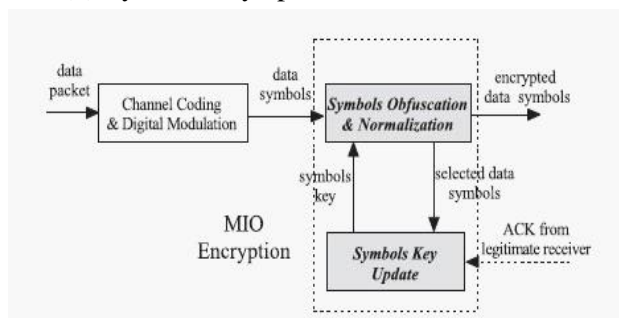 data
packet
Channel Coding
& Digital Modulation
data
symbols
Symbols Obfuscation
& Normalization
encrypted
data symbols
symbols
key
selected data
symbols
MIO
Encryption
Symbols Key
Update
ACK from
legitimate receiver